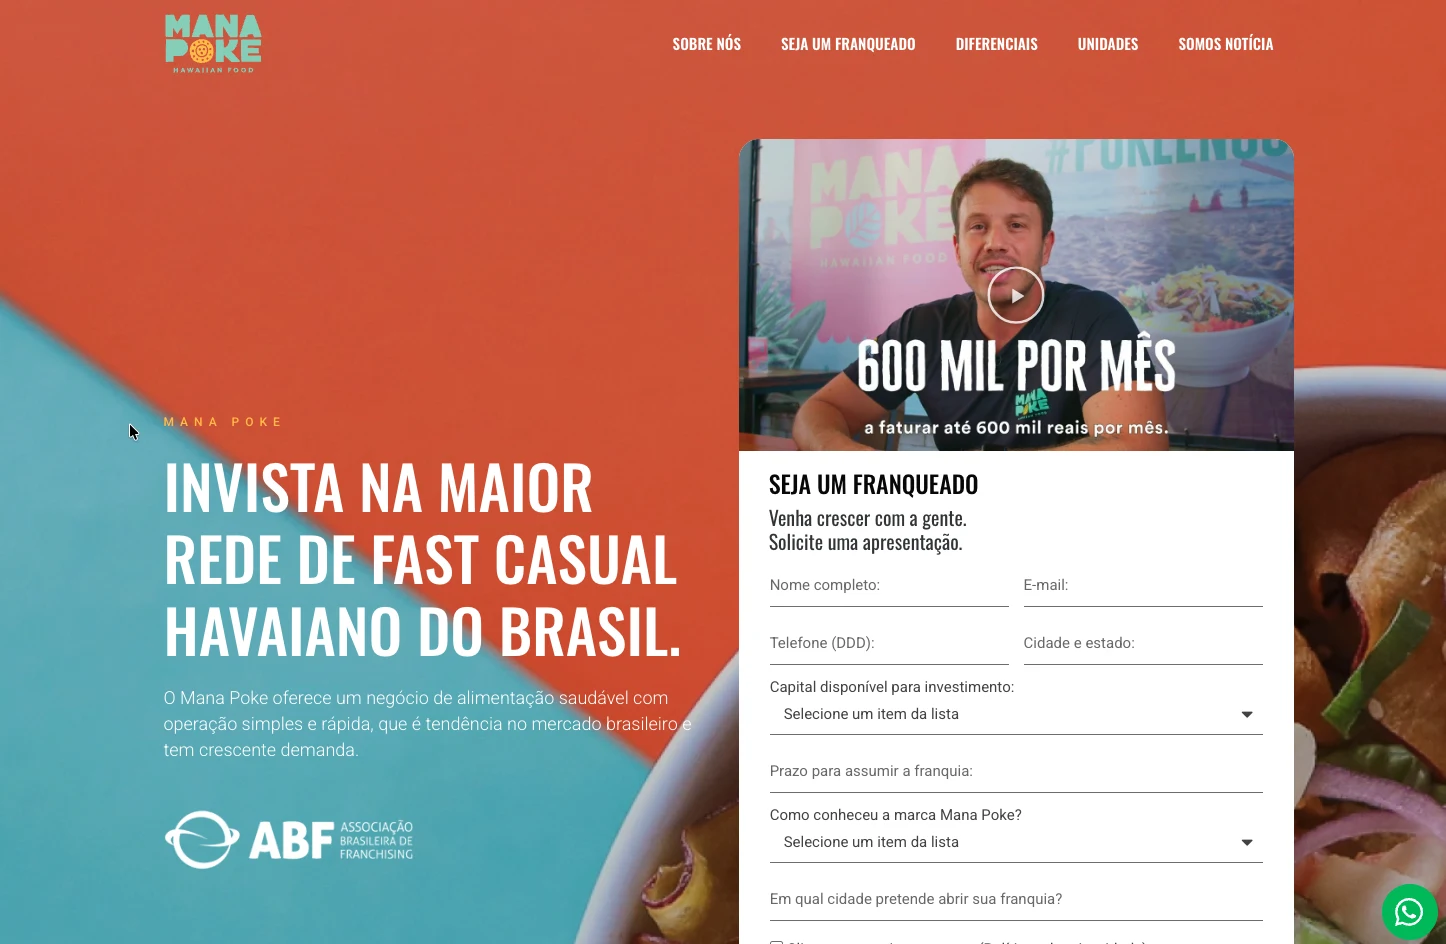 MANA
POKE
HAWAIIAN FOOD
SOBRE NÓS
SEJA UM FRANQUEADO
DIFERENCIAIS
UNIDADES
SOMOS NOTÍCIA
MANA
POKE
HAWAIIAN FOOD
600 MIL POR MÊS
MANA
POKE
a faturar até 600 mil reais por mês.
MANA POKE
INVISTA NA MAIOR
REDE DE FAST CASUAL
HAVAIANO DO BRASIL.
O Mana Poke oferece um negócio de alimentação saudável com
operação simples e rápida, que é tendência no mercado brasileiro e
tem crescente demanda.
ABF ASSOCIAÇÃO
BRASILEIRA DE
FRANCHISING
SEJA UM FRANQUEADO
Venha crescer com a gente.
Solicite uma apresentação.
Nome completo:
E-mail:
Telefone (DDD):
Cidade e estado:
Capital disponível para investimento:
Selecione um item da lista
Prazo para assumir a franquia:
Como conheceu a marca Mana Poke?
Selecione um item da lista
Em qual cidade pretende abrir sua franquia?